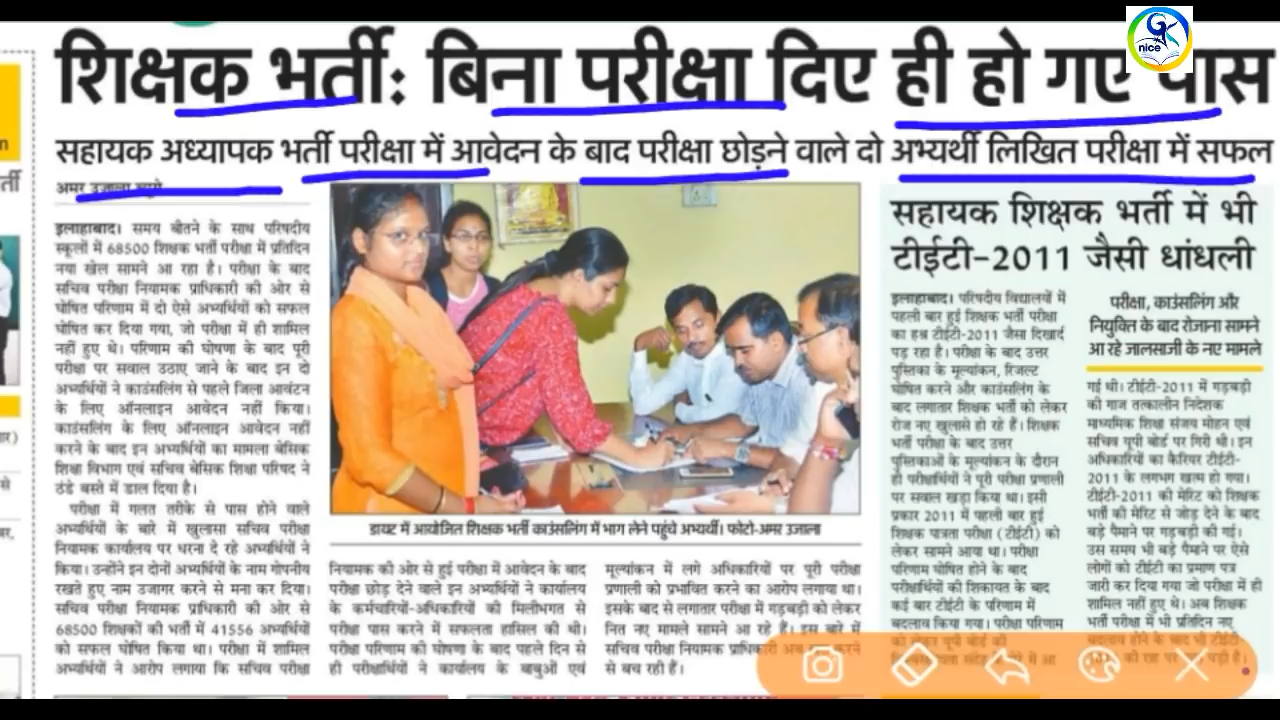 शिक्षक भर्ती: बिना परीक्षा दिए ही हो गए पास
nice
सहायक अध्यापक भर्ती परीक्षा में आवेदन के बाद परीक्षा छोड़ने वाले दो अभ्यर्थी लिखित परीक्षा में सफल
अमर उजाला
इलाहाबाद। समय बीतने के साथ परिषदीय
स्कूलों में 68500 शिक्षक भर्ती परीक्षा में प्रतिदिन
नया खेल सामने आ रहा है। परीक्षा के बाद
सचिव परीक्षा नियामक प्राधिकारी की ओर से
घोषित परिणाम में दो ऐसे अभ्यर्थियों को सफल
घोषित कर दिया गया, जो परीक्षा में ही शामिल
नहीं हुए थे। परिणाम की घोषणा के बाद पूरी
परीक्षा पर सवाल उठाए जाने के बाद इन दो
अभ्यर्थियों ने काउंसलिंग से पहले जिला आवंटन
के लिए ऑनलाइन आवेदन नहीं किया।
काउंसलिंग के लिए ऑनलाइन आवेदन नहीं
करने के बाद इन अभ्यर्थियों का मामला बेसिक
शिक्षा विभाग एवं सचिव बेसिक शिक्षा परिषद ने
ठंडे बस्ते में डाल दिया है।
परीक्षा में गलत तरीके से पास होने वाले
अभ्यर्थियों के बारे में खुलासा सचिव परीक्षा
नियामक कार्यालय पर धरना दे रहे अभ्यर्थियों ने
किया। उन्होंने इन दोनों अभ्यर्थियों के नाम गोपनीय
रखते हुए नाम उजागर करने से मना कर दिया।
सचिव परीक्षा नियामक प्राधिकारी की ओर से
68500 शिक्षकों की भर्ती में 41556 अभ्यर्थियों
को सफल घोषित किया था। परीक्षा में शामिल
अभ्यर्थियों ने आरोप लगाया कि सचिव परीक्षा
डायट में आयोजित शिक्षक भर्ती काउंसलिंग में भाग लेने पहुंचे अभ्यर्थी। फोटो-अमर उजाला
नियामक की ओर से हुई परीक्षा में आवेदन के बाद
परीक्षा छोड़ देने वाले इन अभ्यर्थियों ने कार्यालय
के कर्मचारियों-अधिकारियों की मिलीभगत से
परीक्षा पास करने में सफलता हासिल की थी।
परीक्षा परिणाम की घोषणा के बाद पहले दिन से
ही परीक्षार्थियों ने कार्यालय के बाबुओं एवं
मूल्यांकन में लगे अधिकारियों पर पूरी परीक्षा
प्रणाली को प्रभावित करने का आरोप लगाया था।
इसके बाद से लगातार परीक्षा में गड़बड़ी को लेकर
नित नए मामले सामने आ रहे हैं। इस बारे में
सचिव परीक्षा नियामक प्राधिकारी
से बच रही हैं।
सहायक शिक्षक भर्ती में भी
टीईटी-2011 जैसी धांधली
इलाहाबाद। परिषदीय विद्यालयों में
पहली बार हुई शिक्षक भर्ती परीक्षा
का हश्र टीईटी-2011 जैसा दिखाई
पड़ रहा है। परीक्षा के बाद उत्तर
पुस्तिका के मूल्यांकन, रिजल्ट
घोषित करने और काउंसलिंग के
बाद लगातार शिक्षक भर्ती को लेकर
रोज नए खुलासे हो रहे हैं। शिक्षक
भर्ती परीक्षा के बाद उत्तर
पुस्तिकाओं के मूल्यांकन के दौरान
ही परीक्षार्थियों ने पूरी परीक्षा प्रणाली
पर सवाल खड़ा किया था। इसी
प्रकार 2011 में पहली बार हुई
शिक्षक पात्रता परीक्षा (टीईटी) को
लेकर सामने आया था। परीक्षा
परिणाम घोषित होने के बाद
परीक्षार्थियों की शिकायत के बाद
कई बार टीईटी के परिणाम में
बदलाव किया गया। परीक्षा परिणाम
परीक्षा, काउंसलिंग और
नियुक्ति के बाद रोजाना सामने
आ रहे जालसाजी के नए मामले
गई थी। टीईटी-2011 में गड़बड़ी
की गाज तत्कालीन निदेशक
माध्यमिक शिक्षा संजय मोहन एवं
सचिव यूपी बोर्ड पर गिरी थी। इन
अधिकारियों का कैरियर टीईटी-
2011 के लगभग खत्म हो गया।
टीईटी-2011 की मेरिट को शिक्षक
भर्ती की मेरिट से जोड़ देने के बाद
बड़े पैमाने पर गड़बड़ी की गई।
उस समय भी बड़े पैमाने पर ऐसे
लोगों को टीईटी का प्रमाण पत्र
जारी कर दिया गया जो परीक्षा में ही
शामिल नहीं हुए थे। अब शिक्षक
भर्ती परीक्षा में भी प्रतिदिन नए